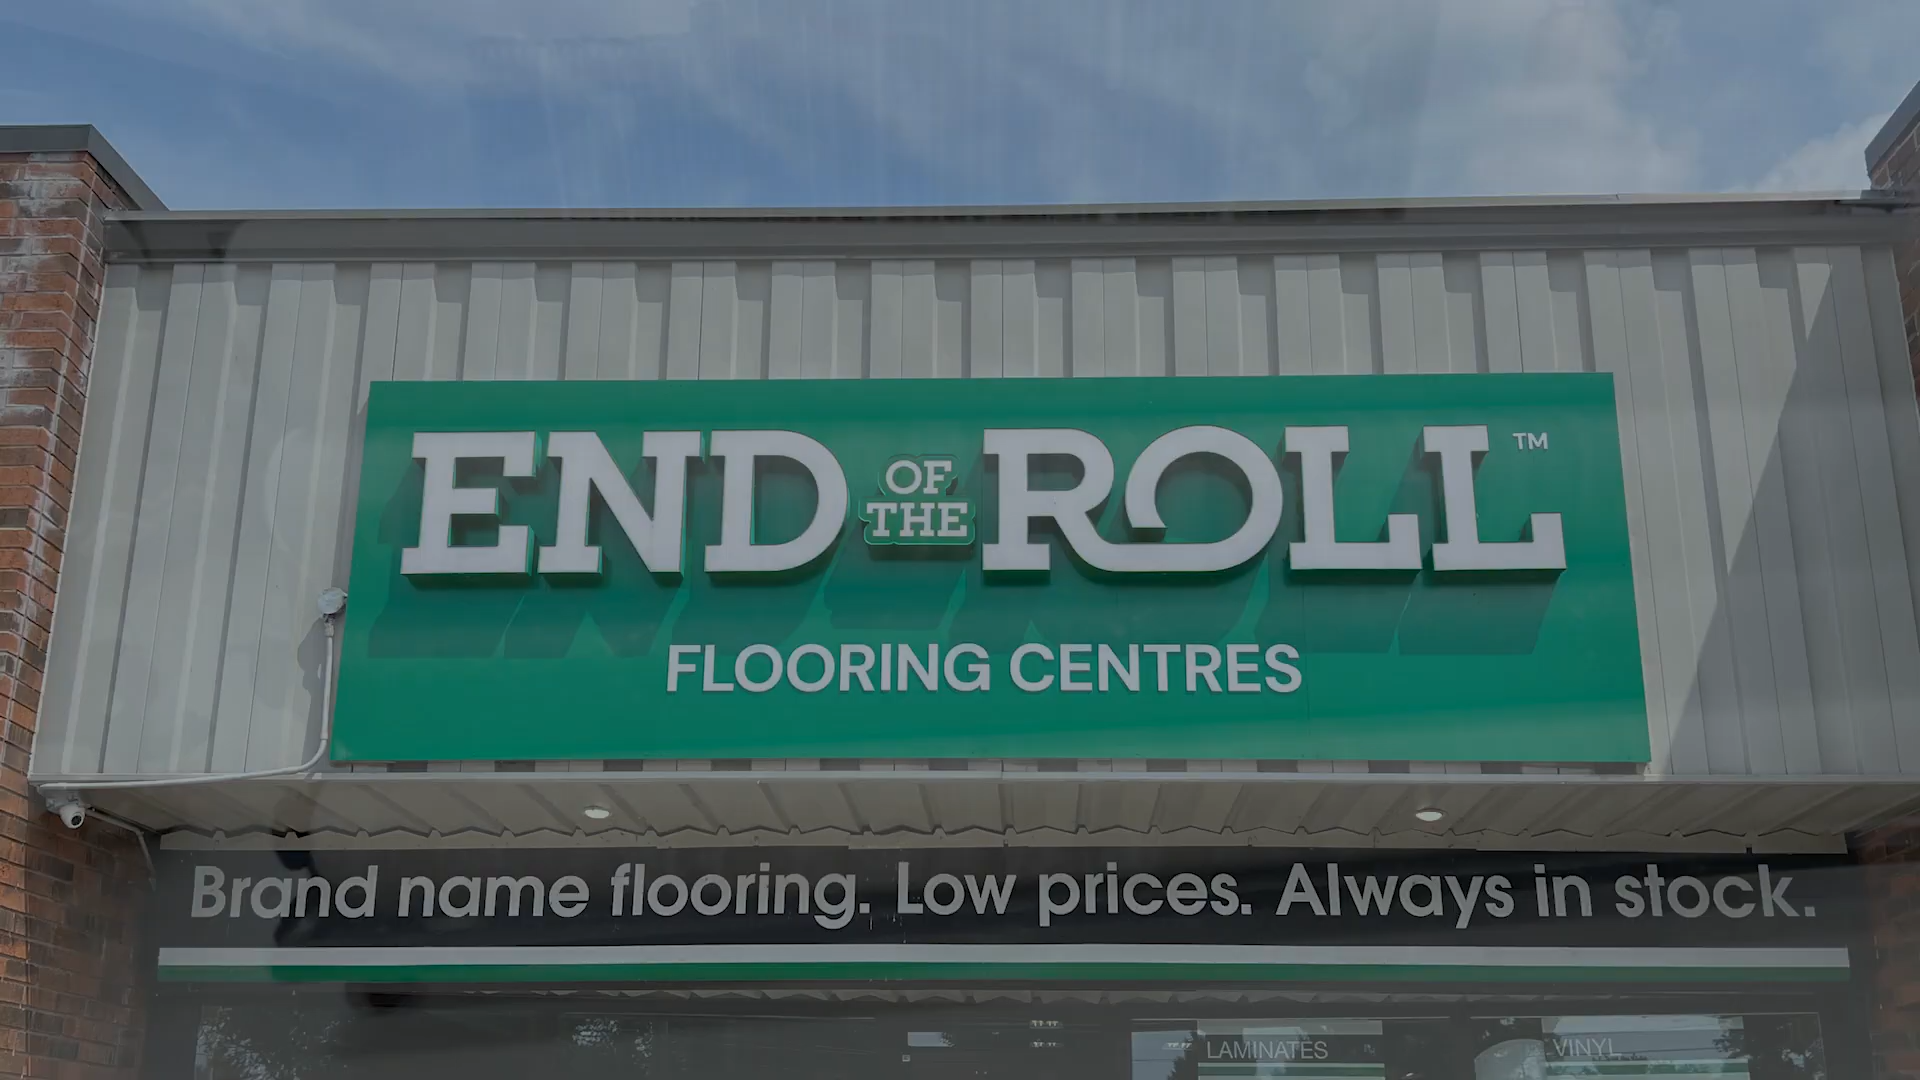 END OF THE ROLL™
FLOORING CENTRES
Brand name flooring. Low prices. Always in stock.
LAMINATES
VINYL